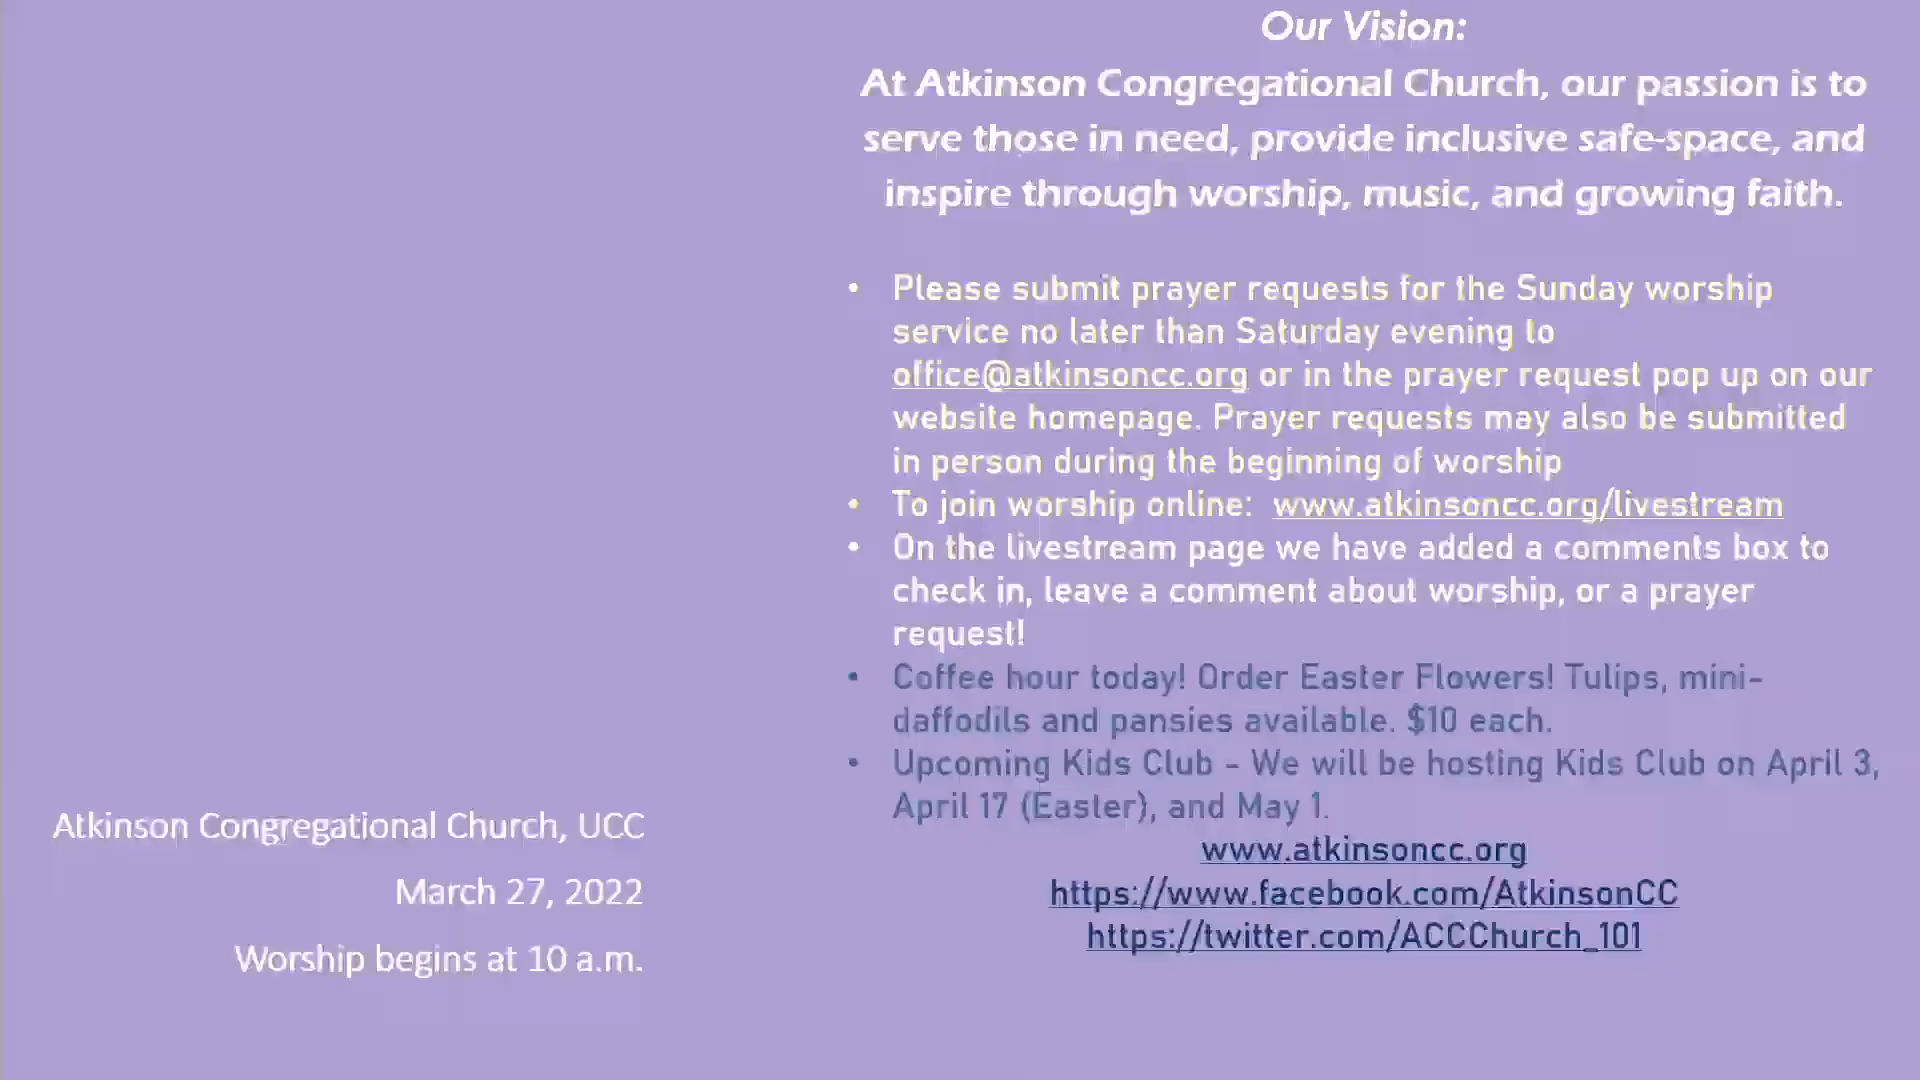 Our Vision:
At Atkinson Congregational Church, our passion is to
serve those in need, provide inclusive safe-space, and
inspire through worship, music, and growing faith.
• Please submit prayer requests for the Sunday worship
service no later than Saturday evening to
office@atkinsoncc.org or in the prayer request pop up on our
website homepage. Prayer requests may also be submitted
in person during the beginning of worship
• To join worship online: www.atkinsoncc.org/livestream
• On the livestream page we have added a comments box to
check in, leave a comment about worship, or a prayer
request!
• Coffee hour today! Order Easter Flowers! Tulips, mini-
daffodils and pansies available. $10 each.
• Upcoming Kids Club - We will be hosting Kids Club on April 3,
April 17 (Easter), and May 1.
www.atkinsoncc.org
https://www.facebook.com/AtkinsonCC
https://twitter.com/ACCChurch_101
Atkinson Congregational Church, UCC
March 27, 2022
Worship begins at 10 a.m.